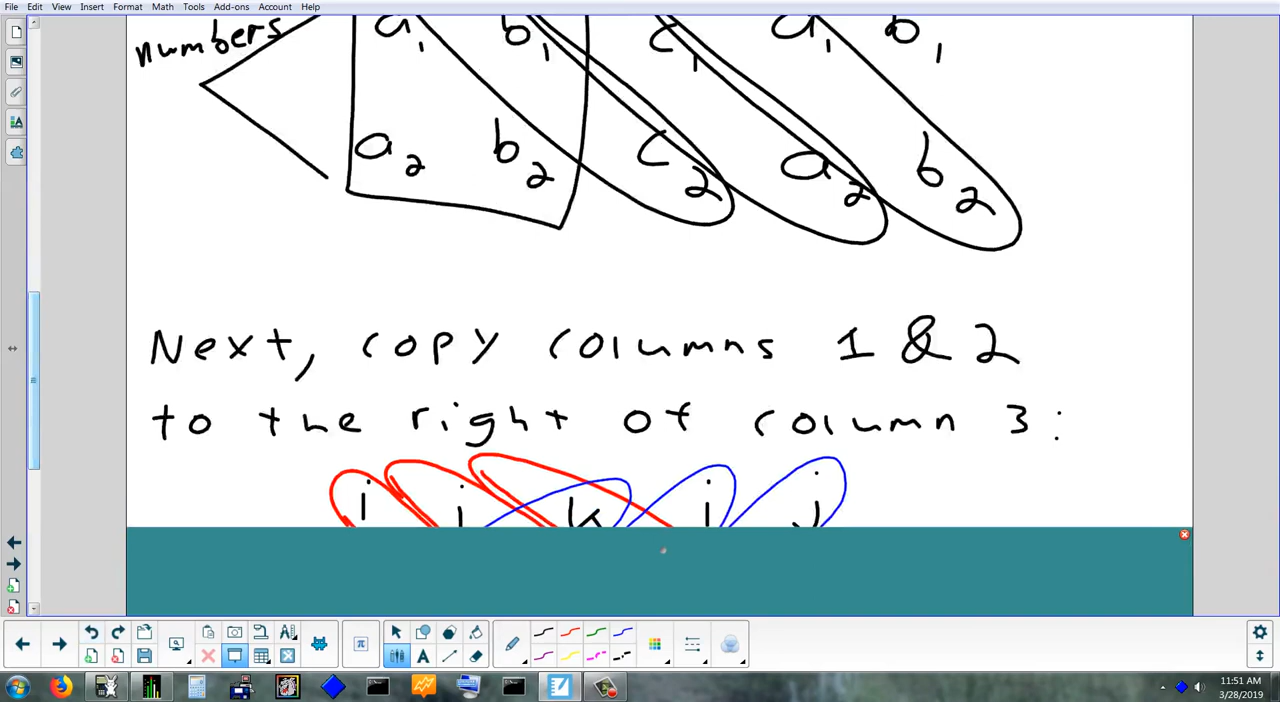 File Edit View Insert Format Math Tools Add-ons Account Help
numbers a1 b1 c1 a1 b1
a2 b2 c2 a2 b2
Next, copy columns 1 & 2
to the right of column 3:
i j k i j
11:51 AM
3/28/2019